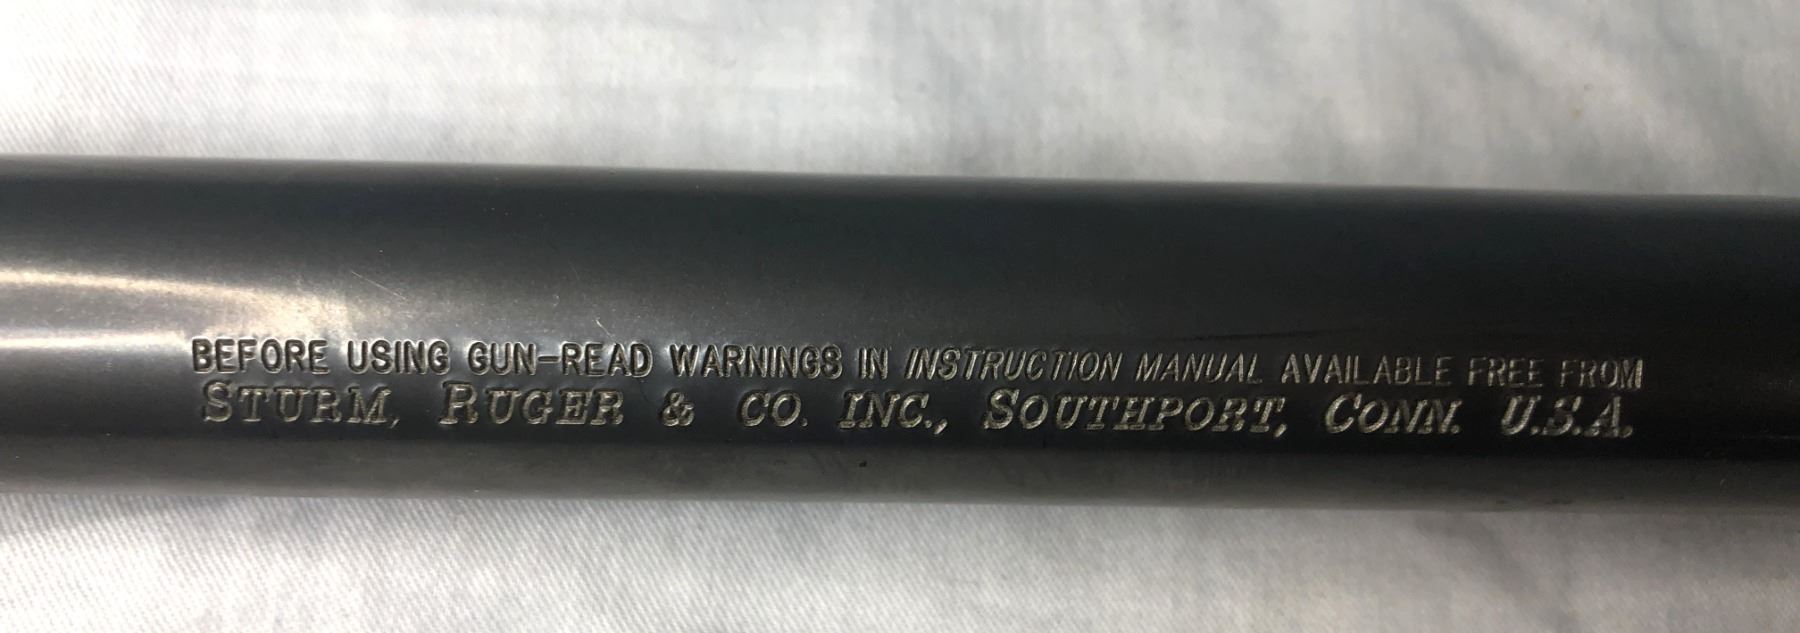 BEFORE USING GUN-READ WARNINGS IN INSTRUCTION MANUAL AVAILABLE FREE FROM
STURM, RUGER & CO. INC., SOUTHPORT, CONN. U.S.A.